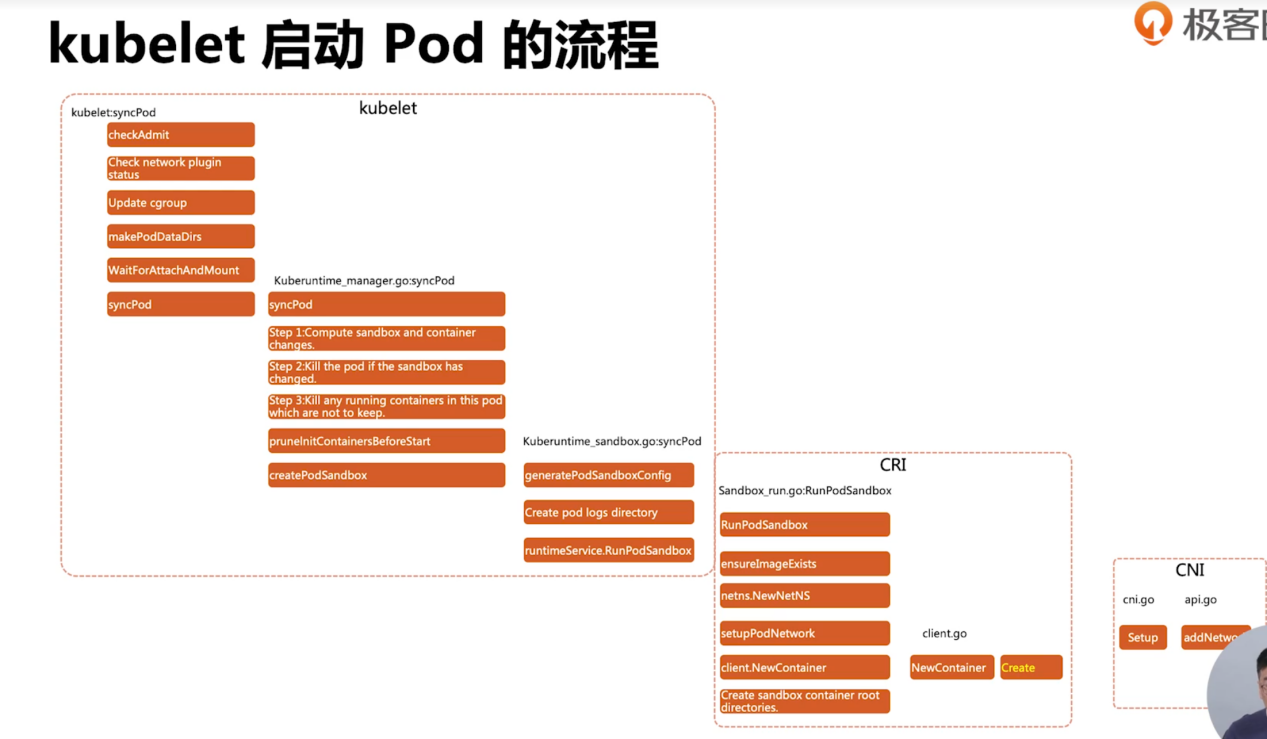 kubelet 启动 Pod 的流程
极客
kubelet
kubelet:syncPod
checkAdmit
Check network plugin
status
Update cgroup
makePodDataDirs
WaitForAttachAndMount
syncPod
Kuberuntime_manager.go:syncPod
syncPod
Step 1:Compute sandbox and container
changes.
Step 2:Kill the pod if the sandbox has
changed.
Step 3:Kill any running containers in this pod
which are not to keep.
pruneInitContainersBeforeStart
createPodSandbox
Kuberuntime_sandbox.go:syncPod
generatePodSandboxConfig
Create pod logs directory
runtimeService.RunPodSandbox
CRI
Sandbox_run.go:RunPodSandbox
RunPodSandbox
ensureImageExists
netns.NewNetNS
setupPodNetwork
client.NewContainer
Create sandbox container root
directories.
client.go
NewContainer
Create
CNI
cni.go
api.go
Setup